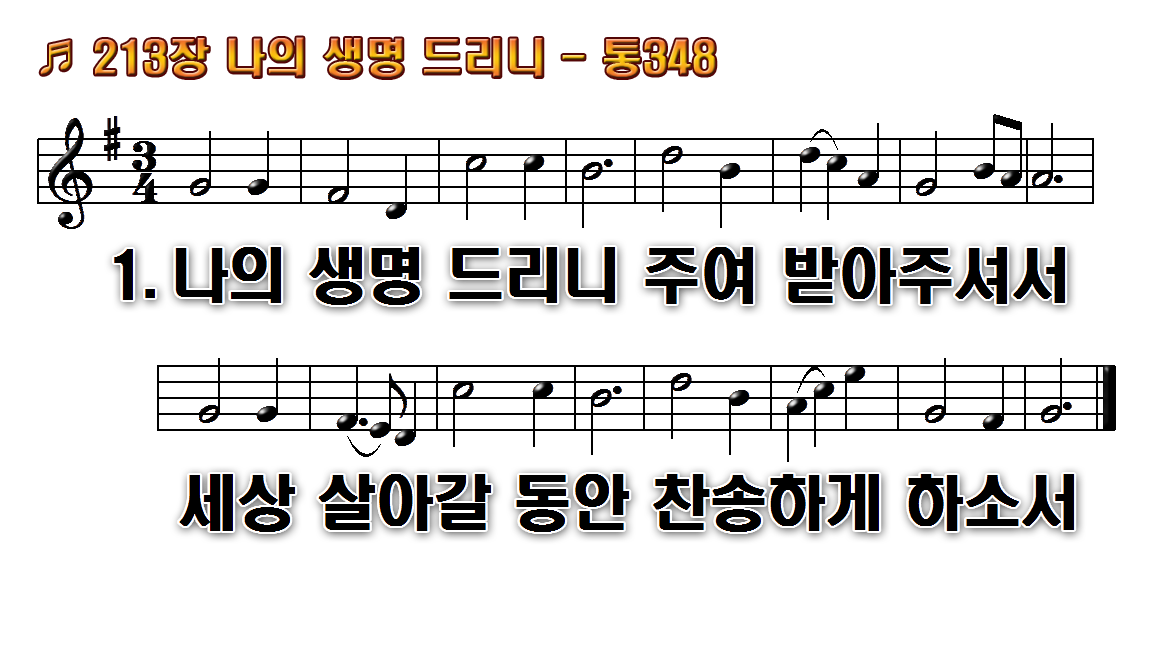 ♬ 213장 나의 생명 드리니 - 통348
3
4
1. 나의 생명 드리니 주여 받아주셔서
세상 살아갈 동안 찬송하게 하소서